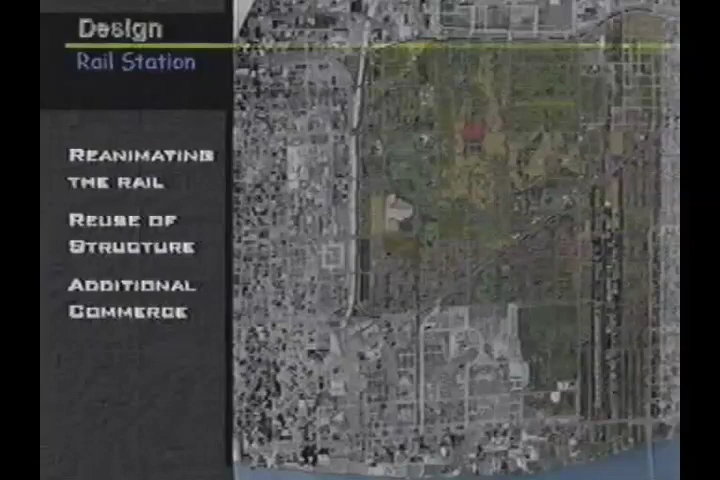 Design
Rail Station
REANIMATING
THE RAIL
REUSE OF
STRUCTURE
ADDITIONAL
COMMERCE